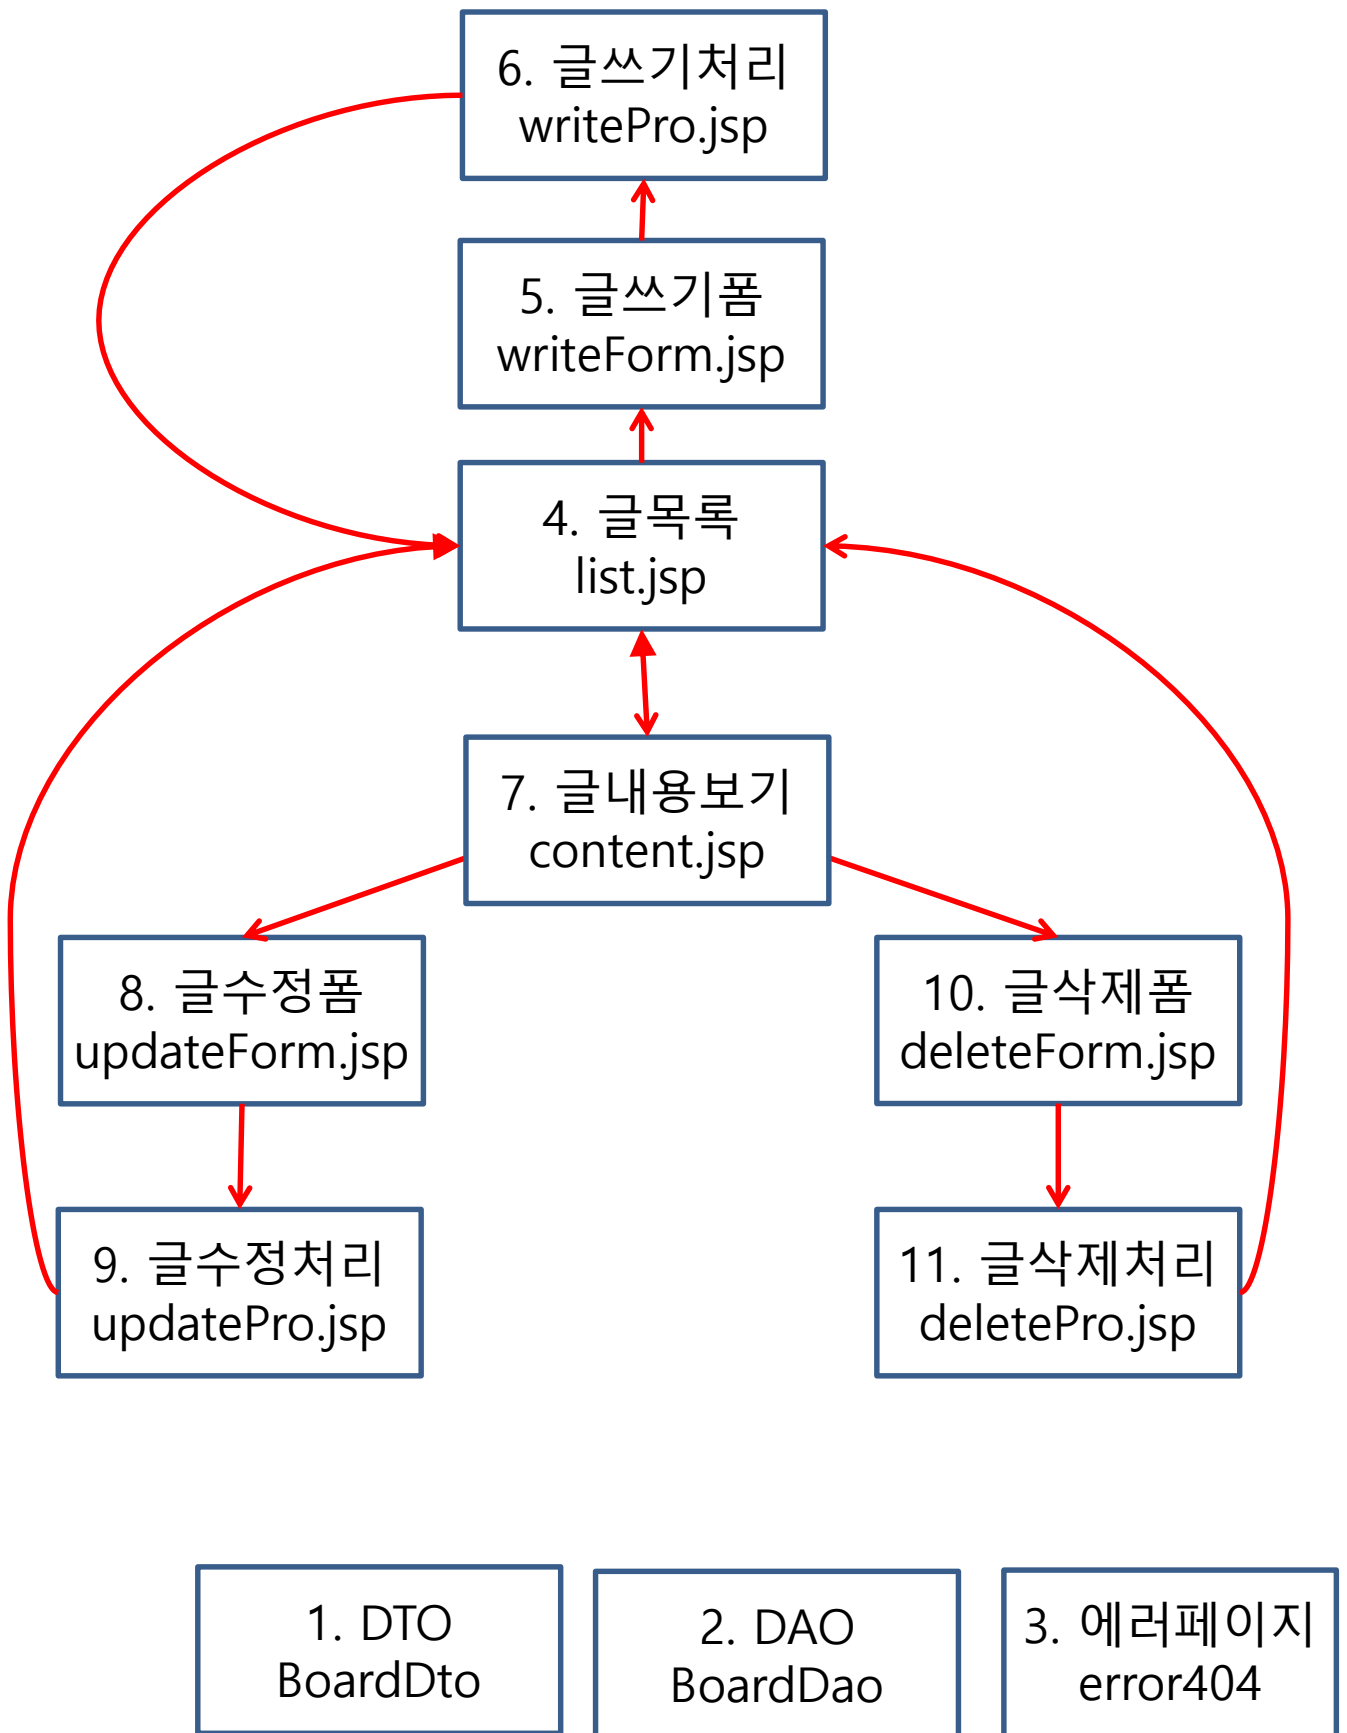 6. 글쓰기처리
writePro.jsp
5. 글쓰기폼
writeForm.jsp
4. 글목록
list.jsp
7. 글내용보기
content.jsp
8. 글수정폼
updateForm.jsp
10. 글삭제폼
deleteForm.jsp
9. 글수정처리
updatePro.jsp
11. 글삭제처리
deletePro.jsp
1. DTO
BoardDto
2. DAO
BoardDao
3. 에러페이지
error404